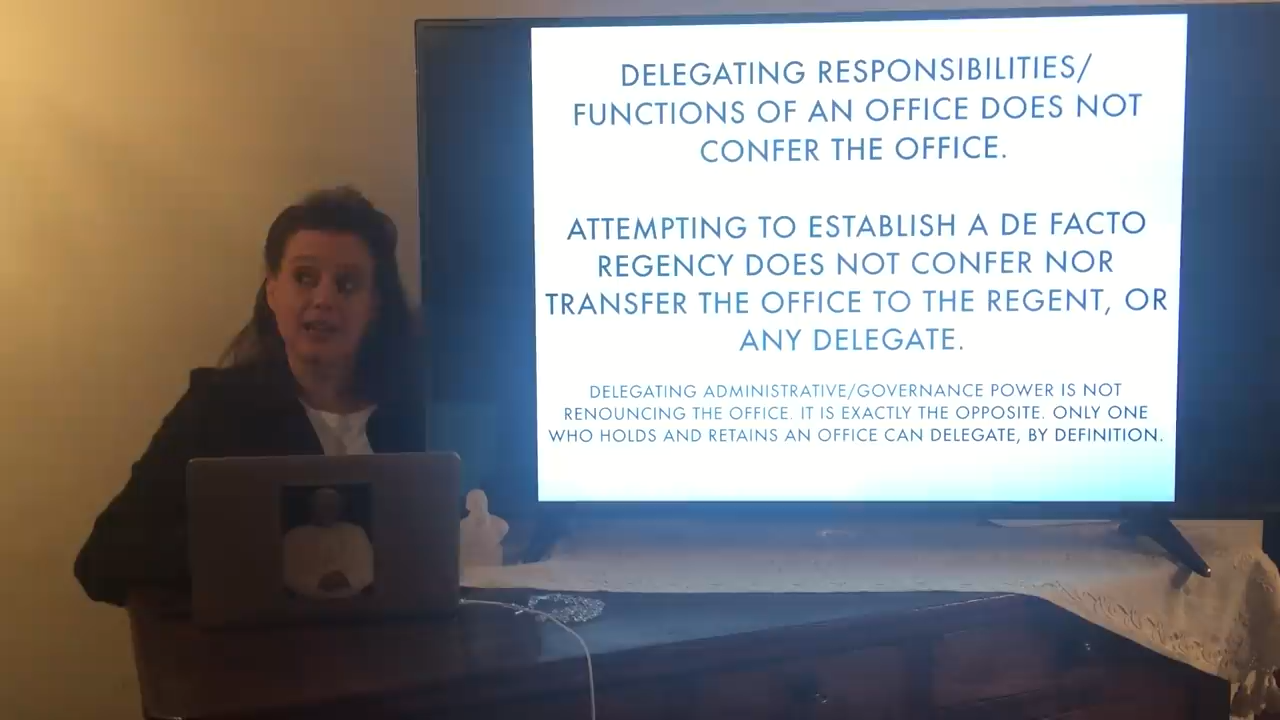 DELEGATING RESPONSIBILITIES/
FUNCTIONS OF AN OFFICE DOES NOT
CONFER THE OFFICE.
ATTEMPTING TO ESTABLISH A DE FACTO
REGENCY DOES NOT CONFER NOR
TRANSFER THE OFFICE TO THE REGENT, OR
ANY DELEGATE.
DELEGATING ADMINISTRATIVE/GOVERNANCE POWER IS NOT
RENOUNCING THE OFFICE. IT IS EXACTLY THE OPPOSITE. ONLY ONE
WHO HOLDS AND RETAINS AN OFFICE CAN DELEGATE, BY DEFINITION.